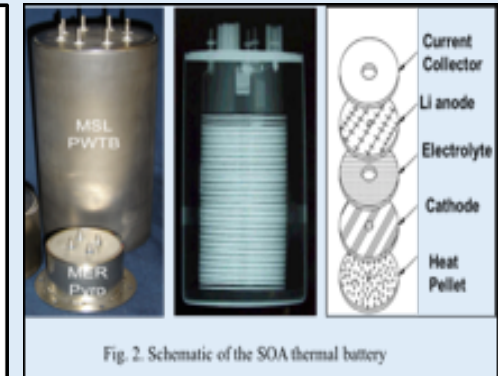 MSL
PWTB
MER
Pyro
Current
Collector
Li anode
Electrolyte
Cathode
Heat
Pellet
Fig. 2. Schematic of the SOA thermal battery